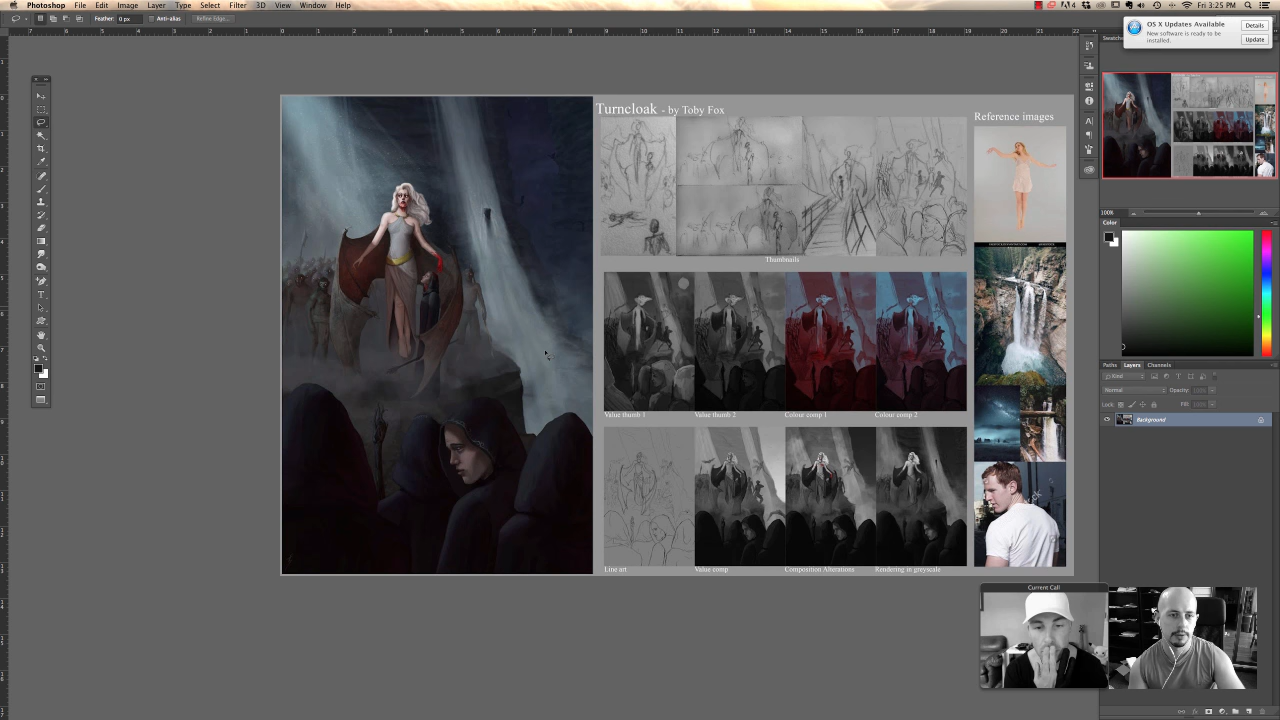 Photoshop File Edit Image Layer Type Select Filter 3D View Window Help
4
Fri 3:25 PM
Feather: 0 px Anti-alias Refine Edge...
OS X Updates Available
New software is ready to be installed.
Details
Update
Turncloak - by Toby Fox
Reference images
Thumbnails
Value thumb 1 Value thumb 2 Colour comp 1 Colour comp 2
Line art Value comp Composition Alterations Rendering in greyscale
100%
Color
Paths Layers Channels
Kind
Normal Opacity:
Lock: Fill:
Background
Current Call